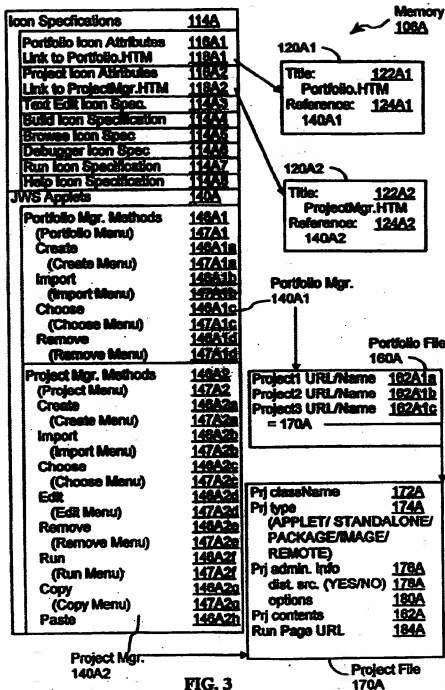 Icon Specfications 114A
Portfolio Icon Attributes 116A1
Link to Portfolio.HTM 118A1
Project Icon Attributes 116A2
Link to ProjectMgr.HTM 118A2
Text Edit Icon Spec. 114A3
Build Icon Specification 114A4
Browse Icon Spec 114A5
Debugger Icon Spec 114A6
Run Icon Specification 114A7
Help Icon Specification 114A8
JWS Applets 140A
Portfolio Mgr. Methods 146A1
(Portfolio Menu) 147A1
Create 146A1a
(Create Menu) 147A1a
Import 146A1b
(Import Menu) 147A1b
Choose 146A1c
(Choose Menu) 147A1c
Remove 146A1d
(Remove Menu) 147A1d
Project Mgr. Methods 146A2
(Project Menu) 147A2
Create 146A2a
(Create Menu) 147A2a
Import 146A2b
(Import Menu) 147A2b
Choose 146A2c
(Choose Menu) 147A2c
Edit 146A2d
(Edit Menu) 147A2d
Remove 146A2e
(Remove Menu) 147A2e
Run 146A2f
(Run Menu) 147A2f
Copy 146A2g
(Copy Menu) 147A2g
Paste 146A2h
Project Mgr.
140A2
Memory
106A
120A1
Title: 122A1
Portfolio.HTM
Reference: 124A1
140A1
120A2
Title: 122A2
ProjectMgr.HTM
Reference: 124A2
140A2
Portfolio Mgr.
140A1
Portfolio File
160A
Project1 URL/Name 162A1a
Project2 URL/Name 162A1b
Project3 URL/Name 162A1c
= 170A
Prj className 172A
Prj type 174A
(APPLET/ STANDALONE/
PACKAGE/IMAGE/
REMOTE)
Prj admin. Info 176A
dist. src. (YES/NO) 178A
options 180A
Prj contents 182A
Run Page URL 184A
Project File
170A
FIG. 3